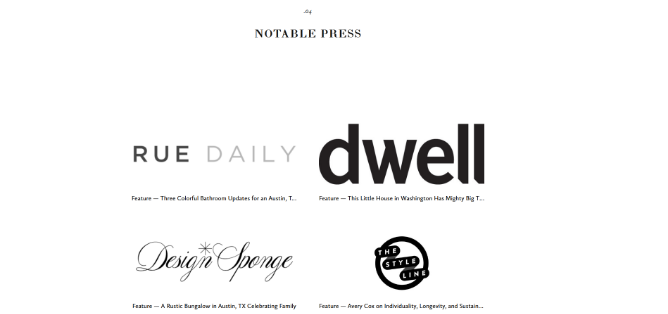 .04
NOTABLE PRESS
RUE DAILY
dwell
Feature — Three Colorful Bathroom Updates for an Austin, T...
Feature — This Little House in Washington Has Mighty Big T...
Design*Sponge
THE
STYLE
LINE
Feature — A Rustic Bungalow in Austin, TX Celebrating Family
Feature — Avery Coe on Individuality, Longevity, and Sustain...